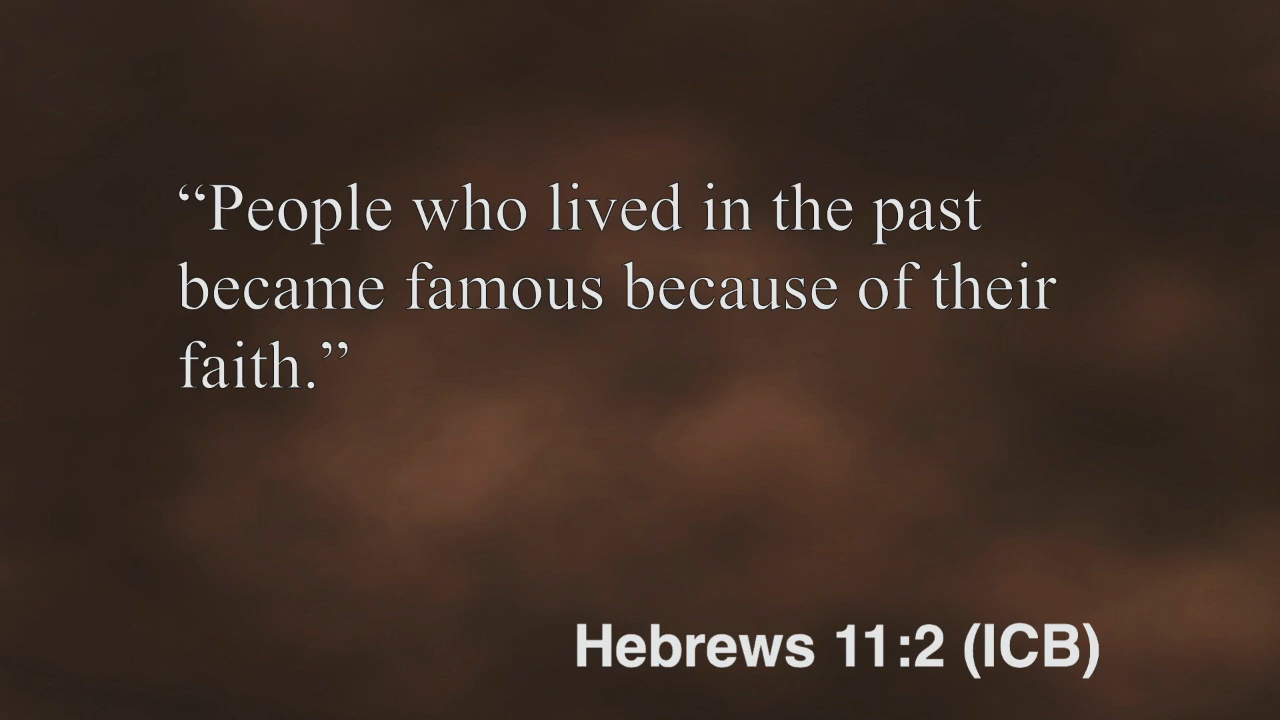 “People who lived in the past
became famous because of their
faith.”
Hebrews 11:2 (ICB)